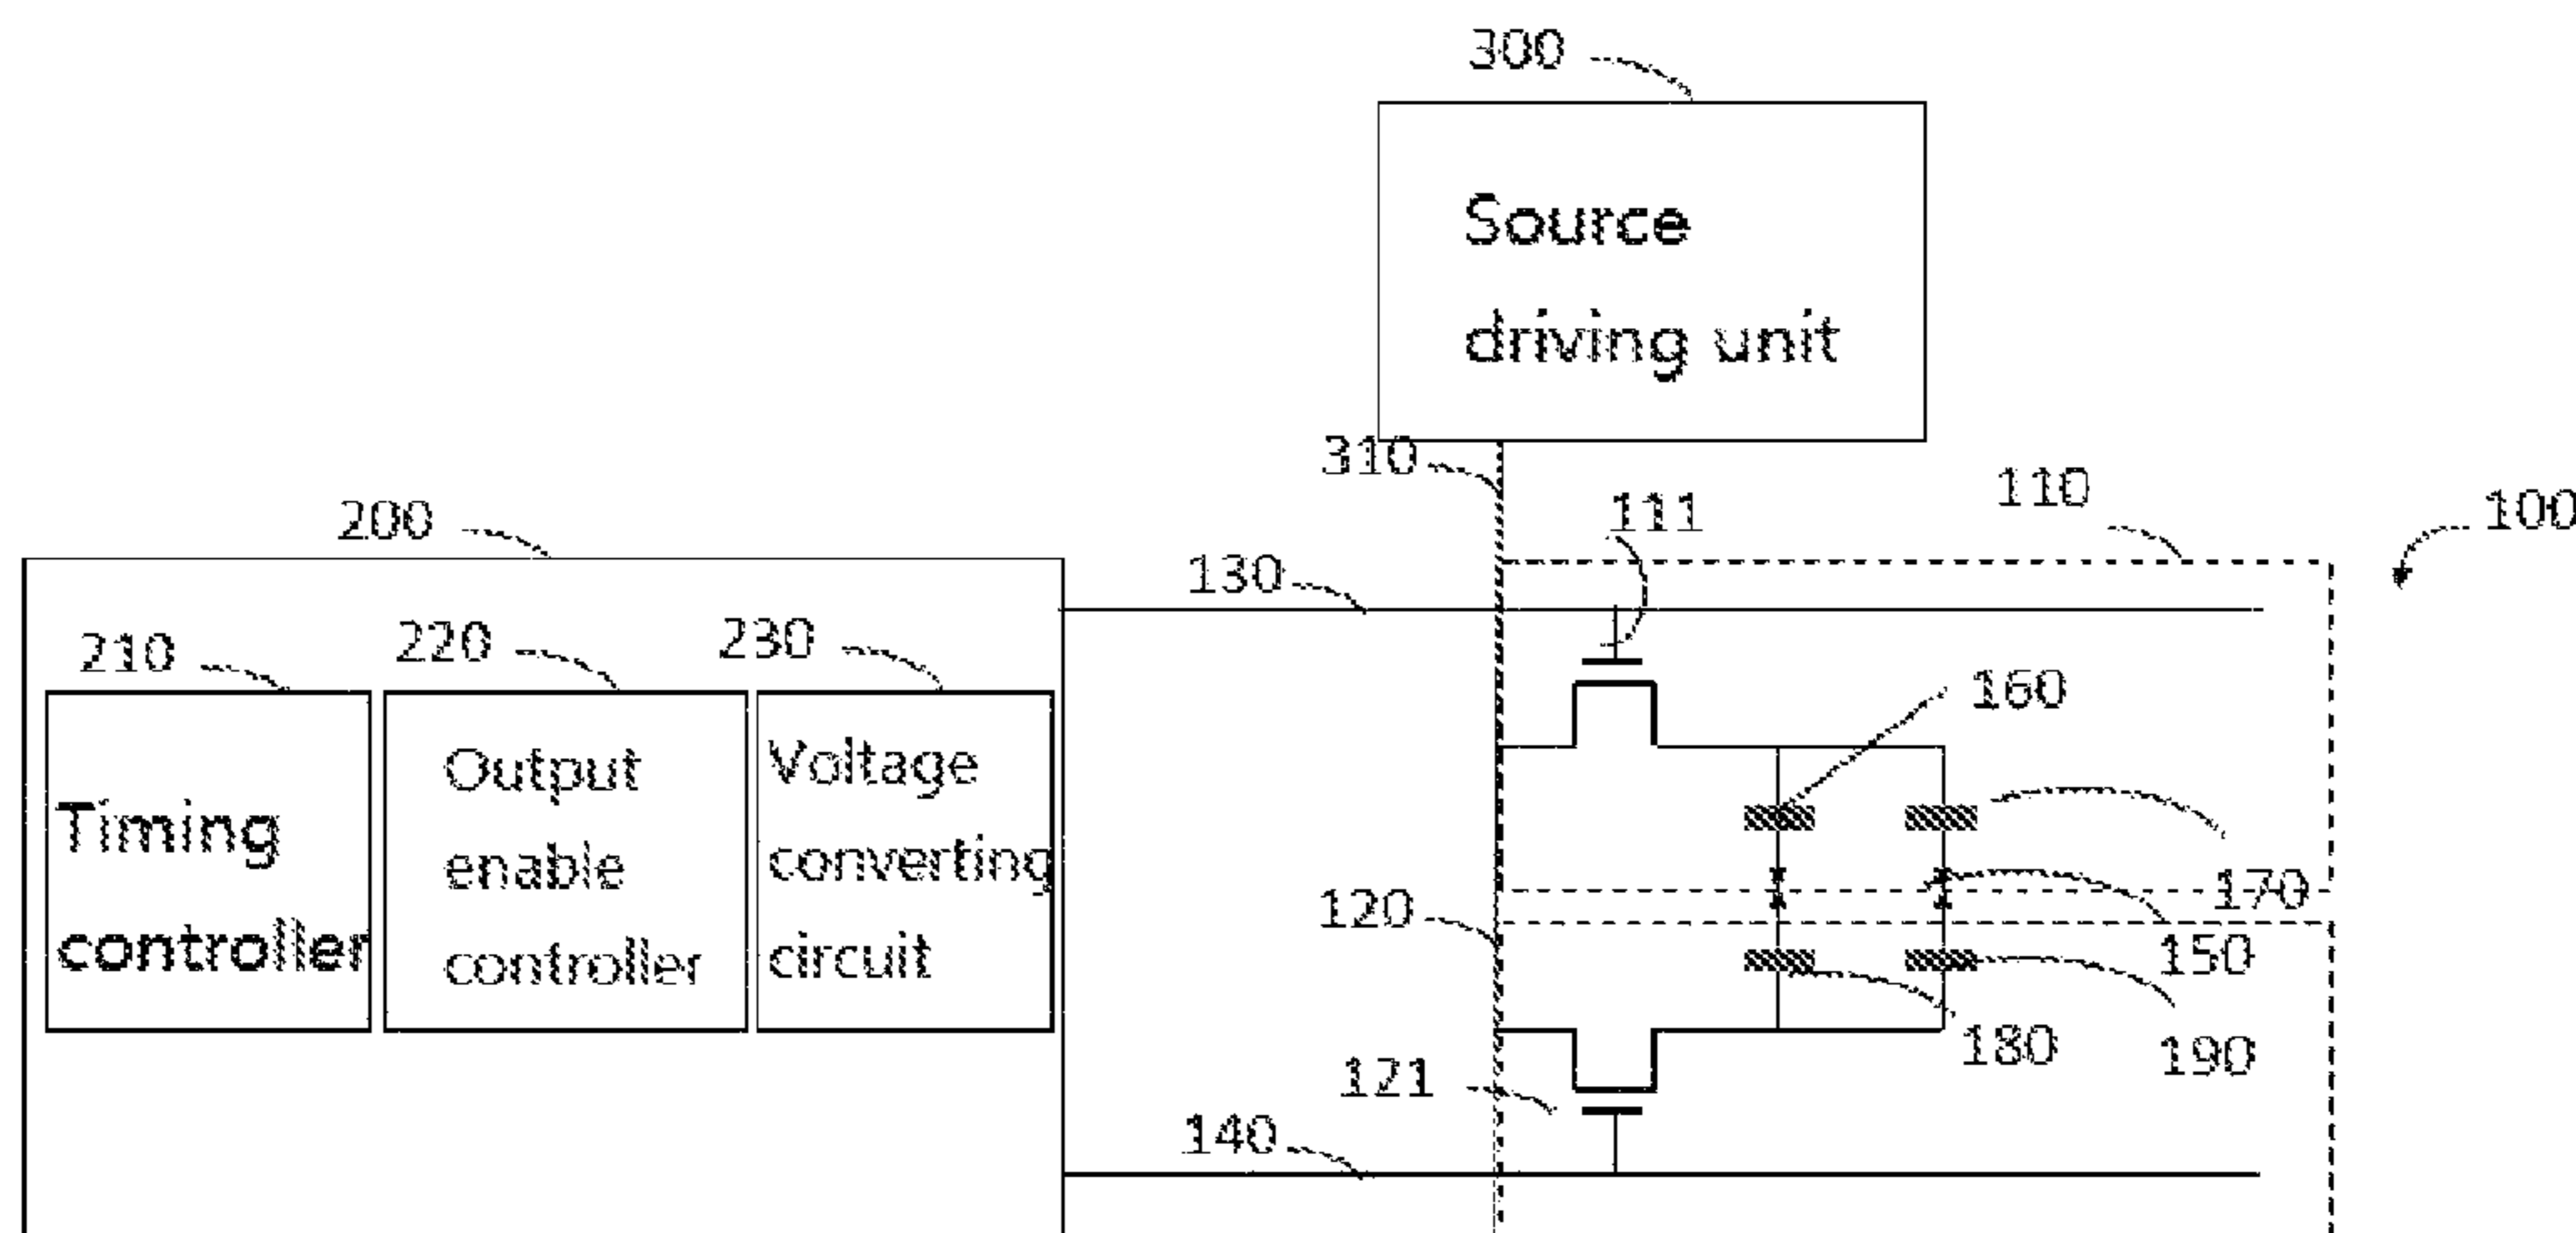 300
Source
driving unit
310
111
110
100
200
130
210
220
230
160
Timing
controller
Output
enable
controller
Voltage
converting
circuit
120
170
150
180
190
121
140